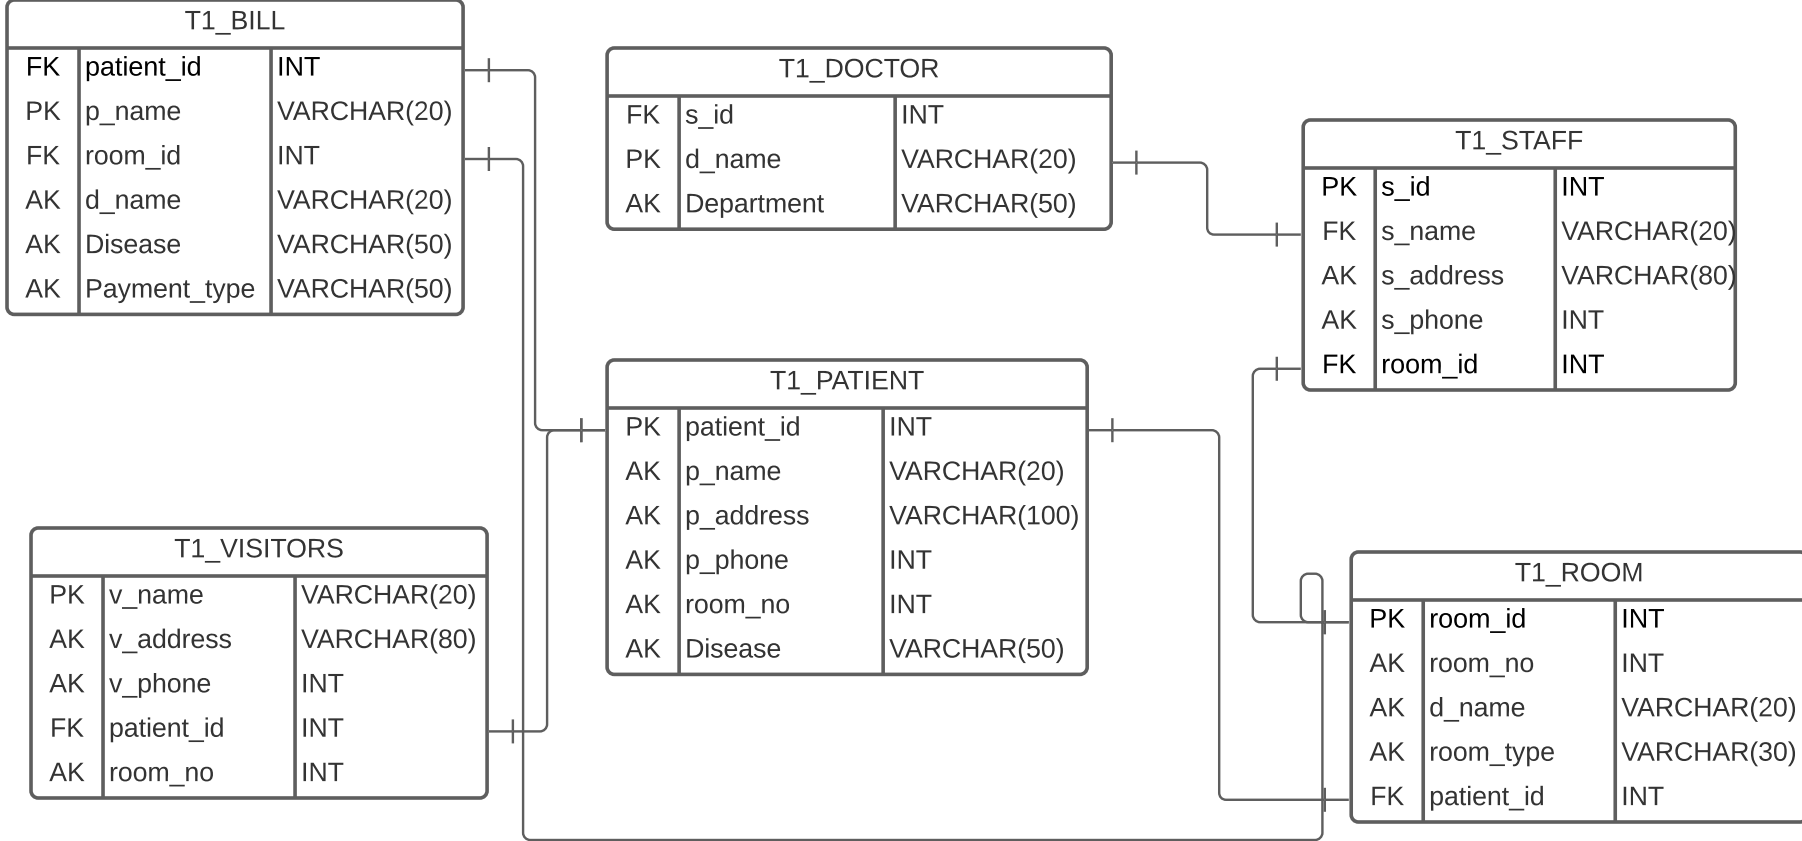 T1_BILL
FK patient_id INT
PK p_name VARCHAR(20)
FK room_id INT
AK d_name VARCHAR(20)
AK Disease VARCHAR(50)
AK Payment_type VARCHAR(50)
T1_DOCTOR
FK s_id INT
PK d_name VARCHAR(20)
AK Department VARCHAR(50)
T1_STAFF
PK s_id INT
FK s_name VARCHAR(20)
AK s_address VARCHAR(80)
AK s_phone INT
FK room_id INT
T1_PATIENT
PK patient_id INT
AK p_name VARCHAR(20)
AK p_address VARCHAR(100)
AK p_phone INT
AK room_no INT
AK Disease VARCHAR(50)
T1_VISITORS
PK v_name VARCHAR(20)
AK v_address VARCHAR(80)
AK v_phone INT
FK patient_id INT
AK room_no INT
T1_ROOM
PK room_id INT
AK room_no INT
AK d_name VARCHAR(20)
AK room_type VARCHAR(30)
FK patient_id INT